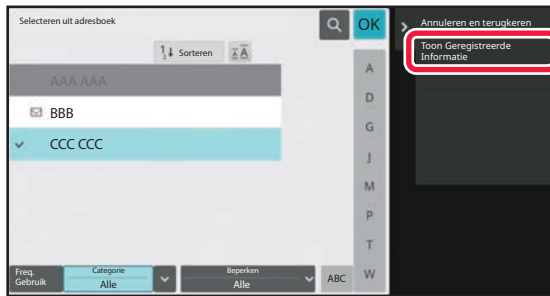 Selecteren uit adresboek
OK
Annuleren en terugkeren
Toon Geregistreerde
Informatie
Sorteren
AAA AAA
BBB
CCC CCC
A
D
G
J
M
P
T
W
Freq.
Gebruik
Categorie
Alle
Beperken
Alle
ABC